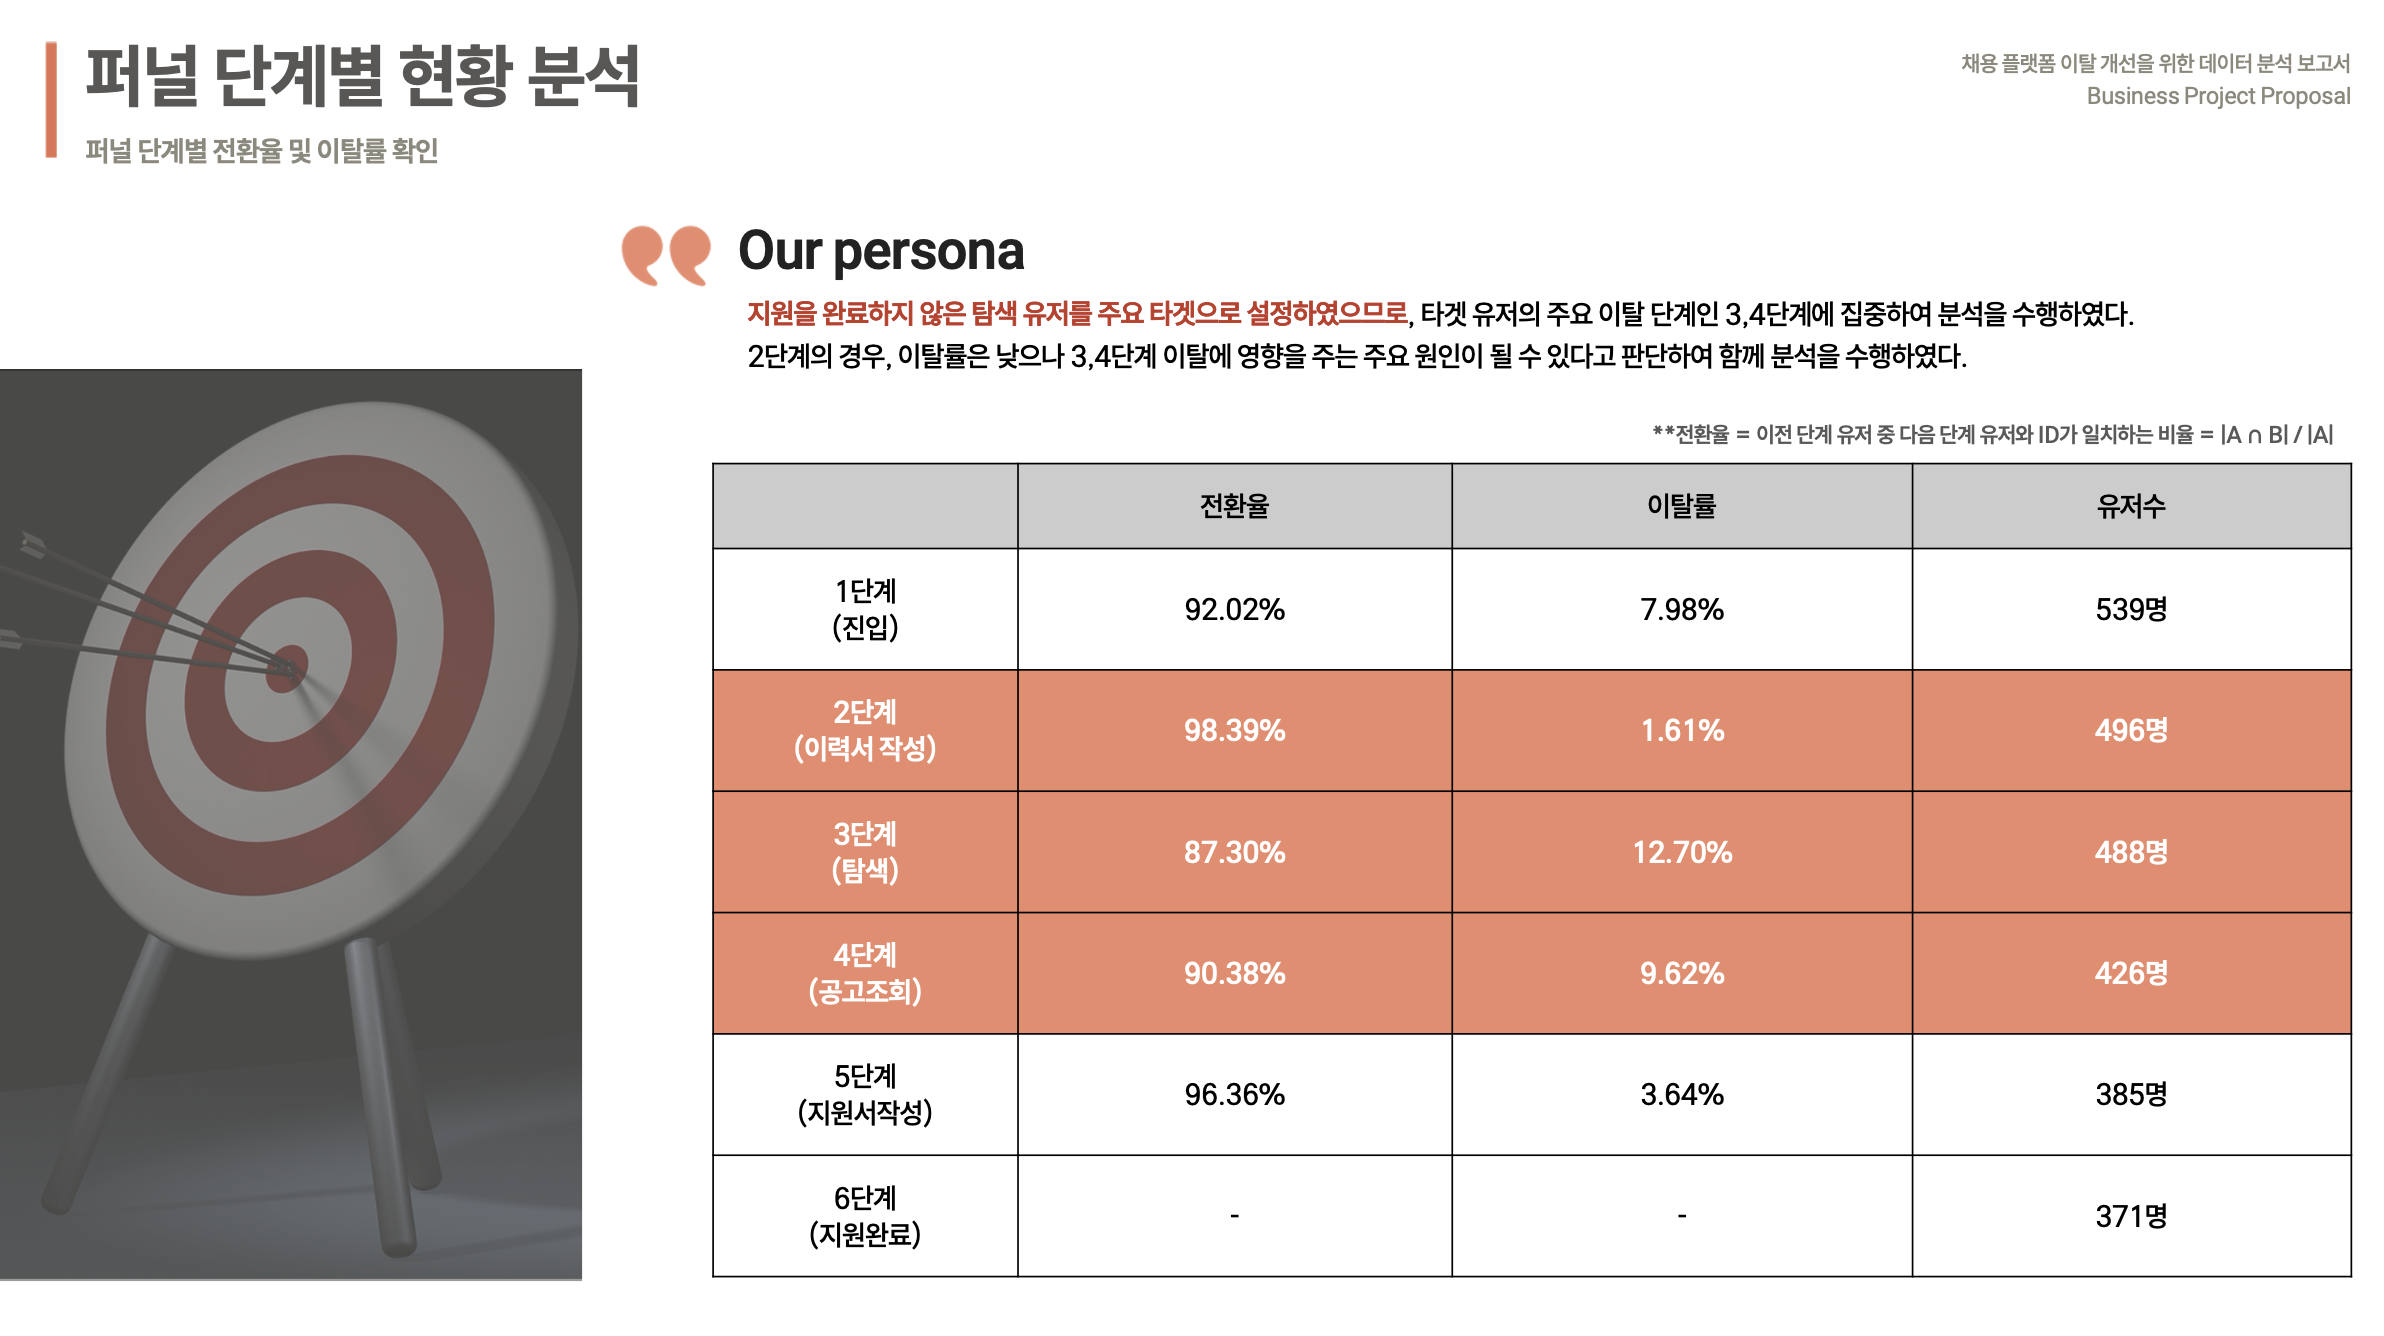 퍼널 단계별 현황 분석
퍼널 단계별 전환율 및 이탈률 확인
채용 플랫폼 이탈 개선을 위한 데이터 분석 보고서
Business Project Proposal
Our persona
지원을 완료하지 않은 탐색 유저를 주요 타겟으로 설정하였으므로, 타겟 유저의 주요 이탈 단계인 3,4단계에 집중하여 분석을 수행하였다.
2단계의 경우, 이탈률은 낮으나 3,4단계 이탈에 영향을 주는 주요 원인이 될 수 있다고 판단하여 함께 분석을 수행하였다.
**전환율 = 이전 단계 유저 중 다음 단계 유저와 ID가 일치하는 비율 = |A ∩ B| / |A|
전환율 이탈률 유저수
1단계
(진입)
92.02% 7.98% 539명
2단계
(이력서 작성)
98.39% 1.61% 496명
3단계
(탐색)
87.30% 12.70% 488명
4단계
(공고조회)
90.38% 9.62% 426명
5단계
(지원서작성)
96.36% 3.64% 385명
6단계
(지원완료)
- - 371명